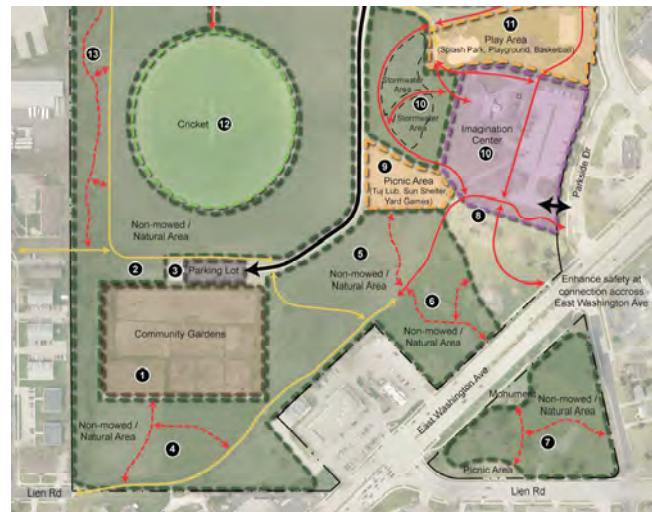 11
Play Area
(Splash Park, Playground, Basketball)
13
Stormwater
Area
10
Stormwater
Area
Cricket
12
Imagination
Center
10
9
Picnic Area
(Tuj Lub, Sun Shelter,
Yard Games)
Parkside Dr
8
Non-mowed /
Natural Area
2
3
Parking Lot
5
Non-mowed /
Natural Area
Enhance safety at
connection accross
East Washington Ave
6
Non-mowed /
Natural Area
Community Gardens
1
East Washington Ave
Monument
Non-mowed /
Natural Area
7
Non-mowed /
Natural Area
4
Picnic Area
Lien Rd
Lien Rd